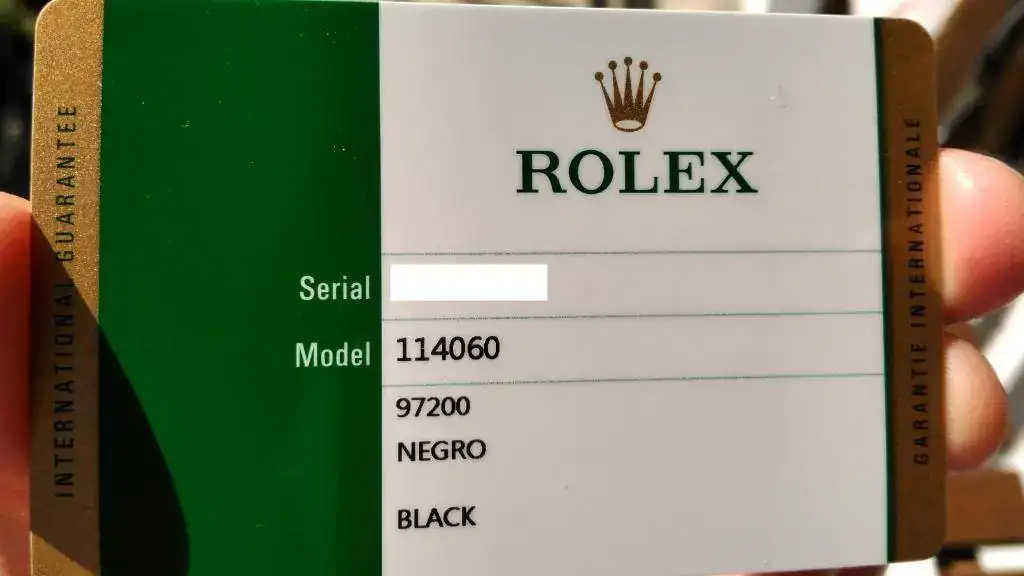 INTERNATIONAL GUARANTEE
ROLEX
Serial
Model 114060
97200
NEGRO
BLACK
GARANTIE INTERNATIONALE